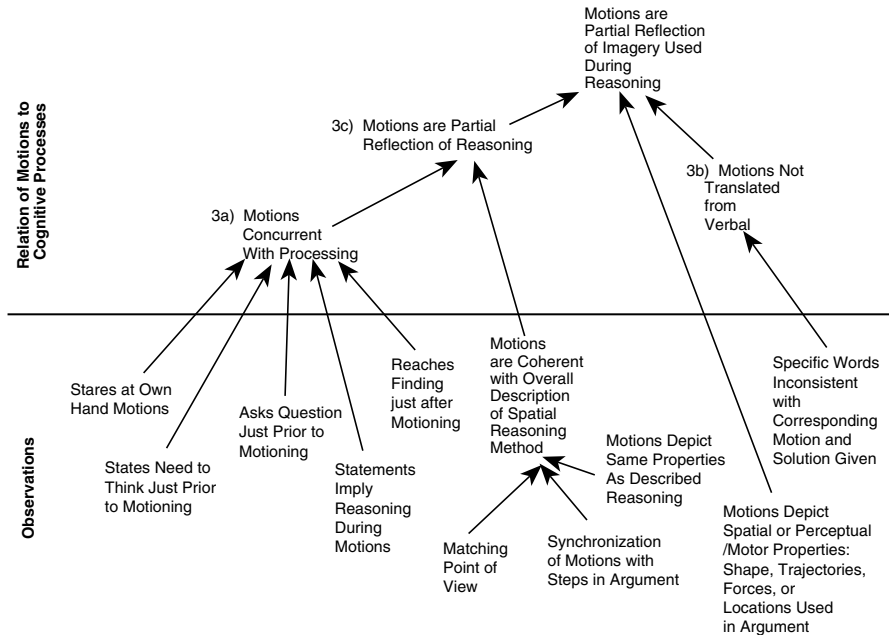 Motions are
Partial Reflection
of Imagery Used
During
Reasoning
3c) Motions are Partial
Reflection of Reasoning
3b) Motions Not
Translated
from
Verbal
3a) Motions
Concurrent
With Processing
Relation of Motions to
Cognitive Processes
Stares at Own
Hand Motions
States Need to
Think Just Prior
to Motioning
Asks Question
Just Prior to
Motioning
Statements
Imply
Reasoning
During
Motions
Reaches
Finding
just after
Motioning
Motions
are Coherent
with Overall
Description
of Spatial
Reasoning
Method
Matching
Point of
View
Synchronization
of Motions with
Steps in Argument
Motions Depict
Same Properties
As Described
Reasoning
Specific Words
Inconsistent
with
Corresponding
Motion and
Solution Given
Motions Depict
Spatial or Perceptual
/Motor Properties:
Shape, Trajectories,
Forces, or
Locations Used
in Argument
Observations